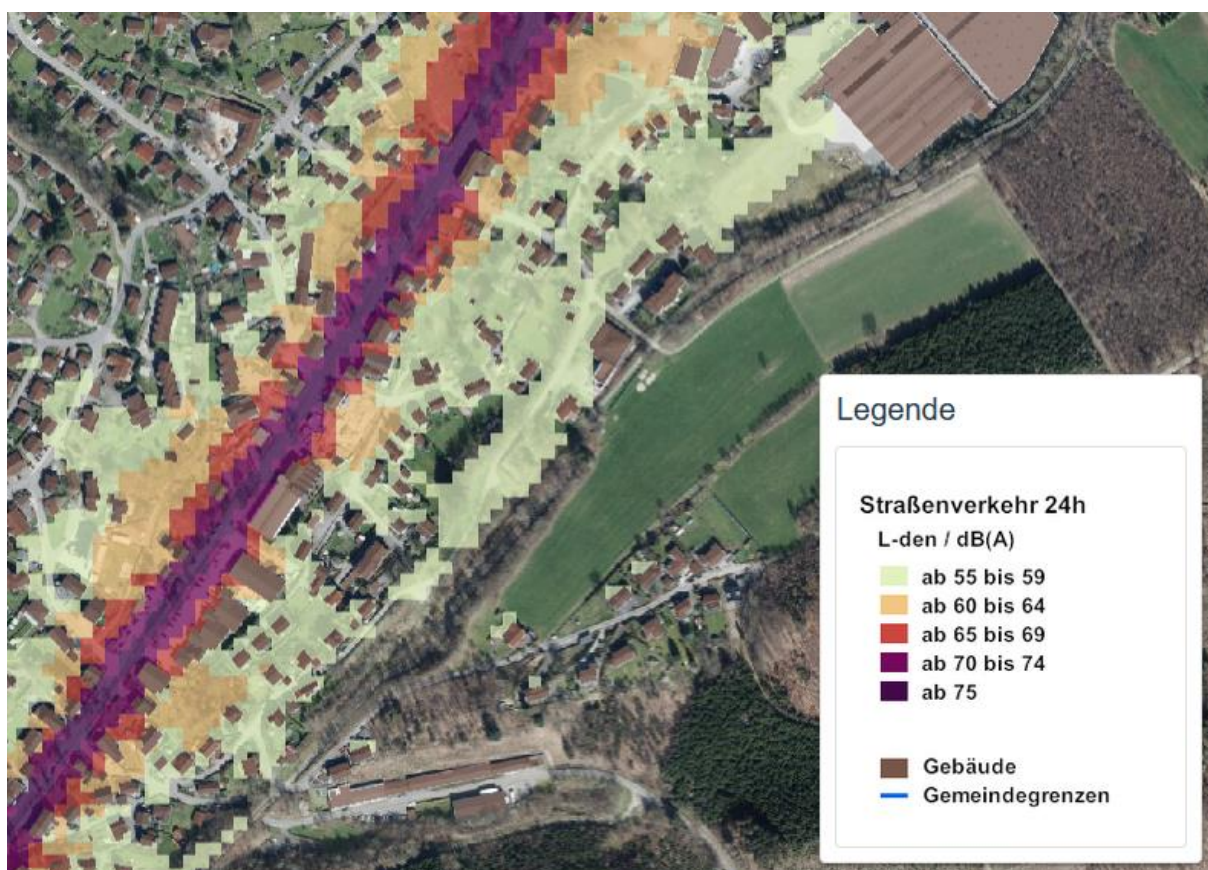 Legende
Straßenverkehr 24h
L-den / dB(A)
ab 55 bis 59
ab 60 bis 64
ab 65 bis 69
ab 70 bis 74
ab 75
Gebäude
Gemeindegrenzen